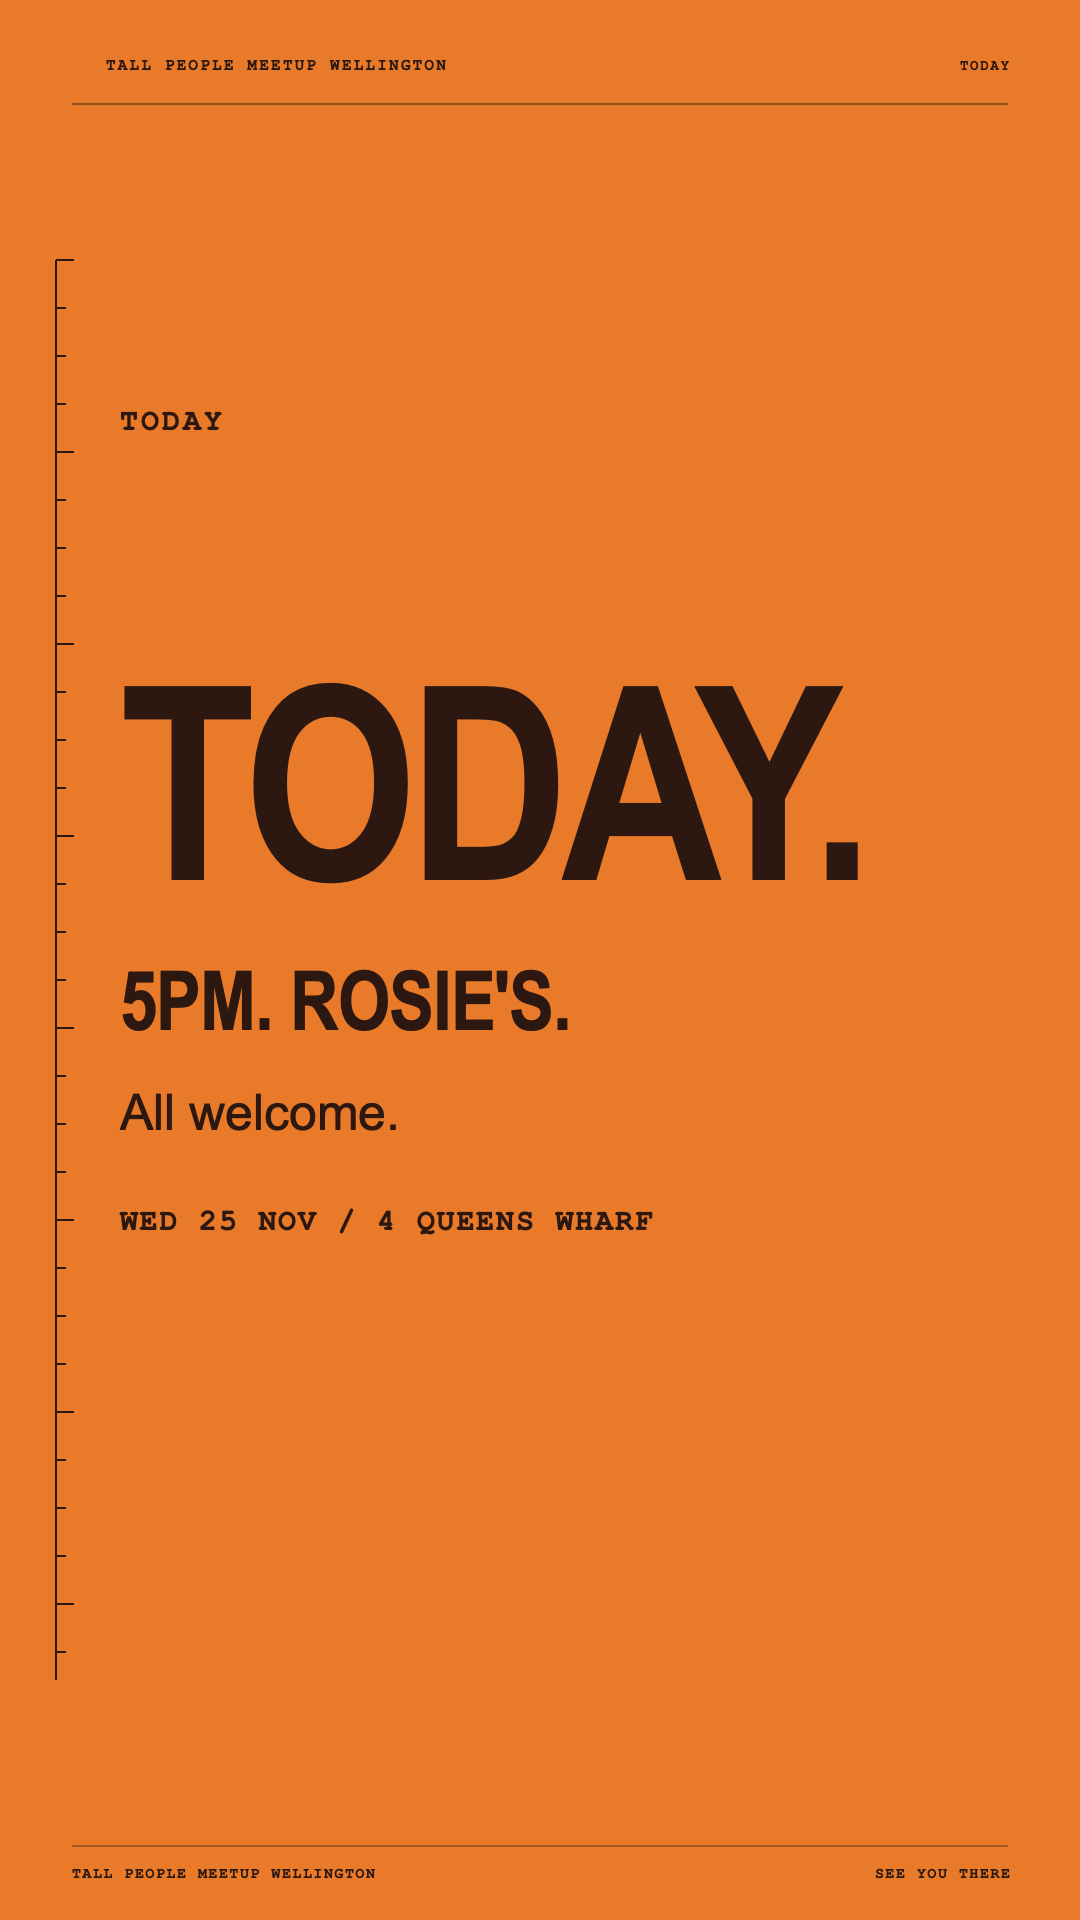 TALL PEOPLE MEETUP WELLINGTON
TODAY
TODAY
TODAY.
5PM. ROSIE'S.
All welcome.
WED 25 NOV / 4 QUEENS WHARF
TALL PEOPLE MEETUP WELLINGTON
SEE YOU THERE